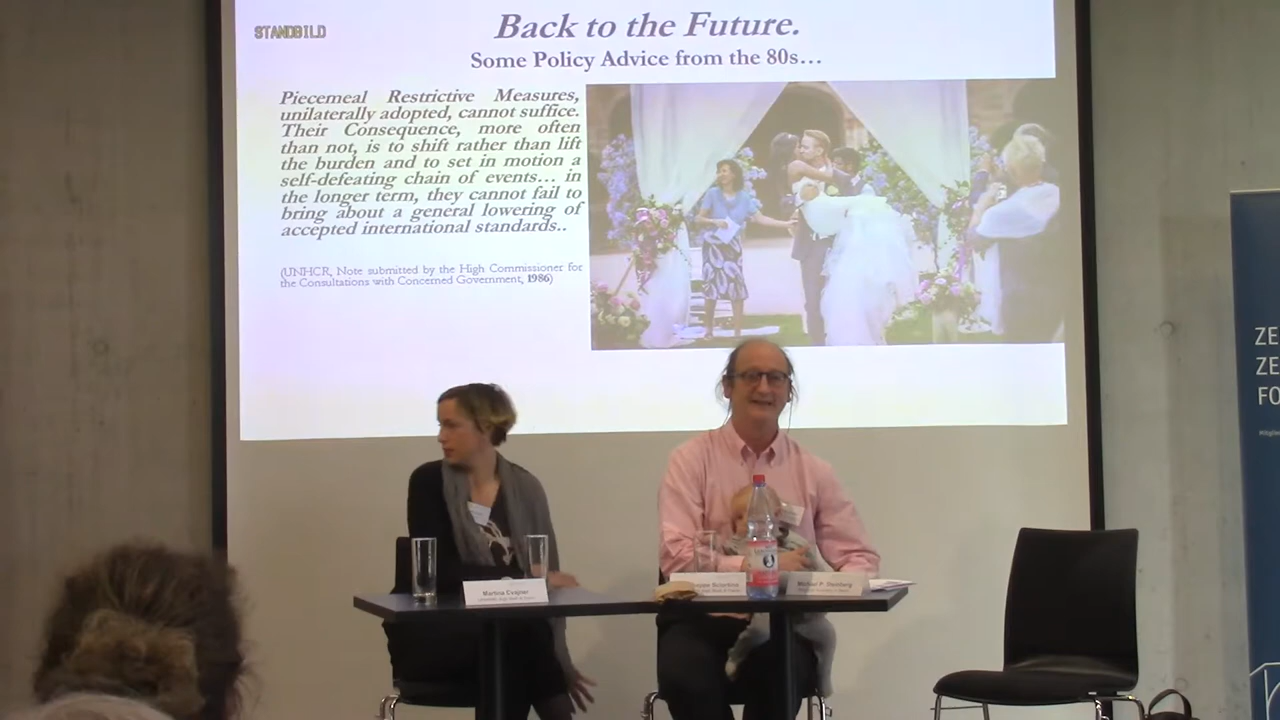 STANDBILD
Back to the Future.
Some Policy Advice from the 80s...
Piecemeal Restrictive Measures,
unilaterally adopted, cannot suffice.
Their Consequence, more often
than not, is to shift rather than lift
the burden and to set in motion a
self-defeating chain of events... in
the longer term, they cannot fail to
bring about a general lowering of
accepted international standards..
(UNHCR, Note submitted by the High Commissioner for
the Consultations with Concerned Government, 1986)
ZE
ZE
FO
Martina Cvajner
Michael P.